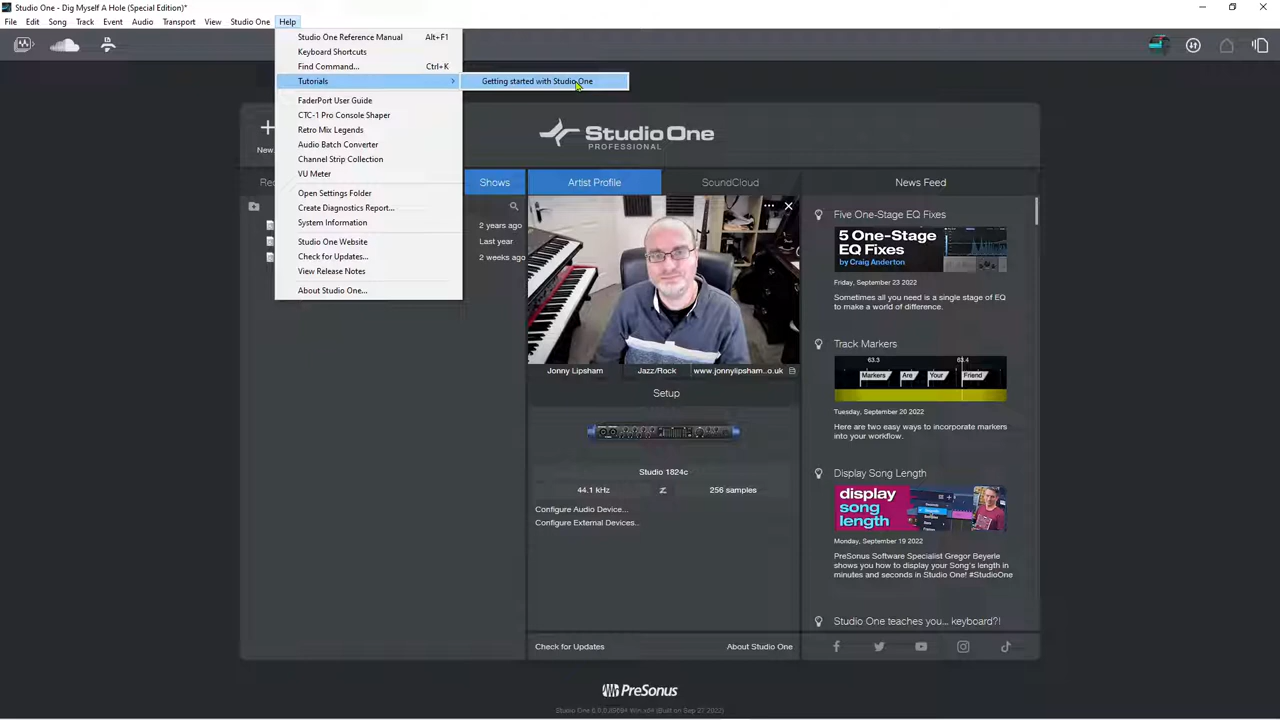 Studio One - Dig Myself A Hole (Special Edition)*
File Edit Song Track Event Audio Transport View Studio One Help
Studio One Reference Manual Alt+F1
Keyboard Shortcuts
Find Command... Ctrl+K
Tutorials
Getting started with Studio One
FaderPort User Guide
CTC-1 Pro Console Shaper
Retro Mix Legends
Audio Batch Converter
Channel Strip Collection
VU Meter
Open Settings Folder
Create Diagnostics Report...
System Information
Studio One Website
Check for Updates...
View Release Notes
About Studio One...
New...
Studio One
PROFESSIONAL
Shows
2 years ago
Last year
2 weeks ago
Artist Profile
SoundCloud
Jonny Lipsham
Jazz/Rock
www.jonnylipsham..o.uk
Setup
Studio 1824c
44.1 kHz
256 samples
Configure Audio Device...
Configure External Devices..
Check for Updates
About Studio One
News Feed
Five One-Stage EQ Fixes
5 One-Stage
EQ Fixes
by Craig Anderton
Friday, September 23 2022
Sometimes all you need is a single stage of EQ
to make a world of difference.
Track Markers
63.3 63.4
Markers Are Your Friend
Tuesday, September 20 2022
Here are two easy ways to incorporate markers
into your workflow.
Display Song Length
display
song
length
Monday, September 19 2022
PreSonus Software Specialist Gregor Beyerle
shows you how to display your Song's length in
minutes and seconds in Studio One! #StudioOne
Studio One teaches you... keyboard?!
PreSonus